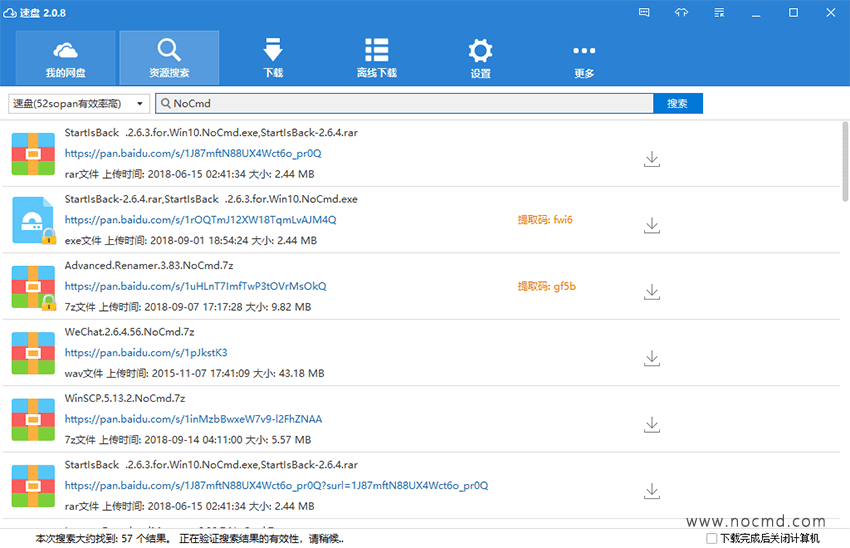 速盘 2.0.8
我的网盘
资源搜索
下载
离线下载
设置
更多
速盘(52sopan有效率高)
NoCmd
搜索
StartIsBack .2.6.3.for.Win10.NoCmd.exe,StartIsBack-2.6.4.rar
https://pan.baidu.com/s/1J87mftN88UX4Wct6o_pr0Q
rar文件 上传时间: 2018-06-15 02:41:34 大小: 2.44 MB
StartIsBack-2.6.4.rar,StartIsBack .2.6.3.for.Win10.NoCmd.exe
https://pan.baidu.com/s/1rOQTmJ12XW18TqmLvAJM4Q
提取码: fwi6
exe文件 上传时间: 2018-09-01 18:54:24 大小: 2.44 MB
Advanced.Renamer.3.83.NoCmd.7z
https://pan.baidu.com/s/1uHLnT7ImfTwP3tOVrMsOkQ
提取码: gf5b
7z文件 上传时间: 2018-09-07 17:17:28 大小: 9.82 MB
WeChat.2.6.4.56.NoCmd.7z
https://pan.baidu.com/s/1pJkstK3
wav文件 上传时间: 2015-11-07 17:41:09 大小: 43.18 MB
WinSCP.5.13.2.NoCmd.7z
https://pan.baidu.com/s/1inMzbBwxeW7v9-l2FhZNAA
7z文件 上传时间: 2018-09-14 04:11:00 大小: 5.57 MB
StartIsBack .2.6.3.for.Win10.NoCmd.exe,StartIsBack-2.6.4.rar
https://pan.baidu.com/s/1J87mftN88UX4Wct6o_pr0Q?surl=1J87mftN88UX4Wct6o_pr0Q
rar文件 上传时间: 2018-06-15 02:41:34 大小: 2.44 MB
www.nocmd.com
本次搜索大约找到: 57 个结果。 正在验证搜索结果的有效性，请稍候..
下载完成后关闭计算机